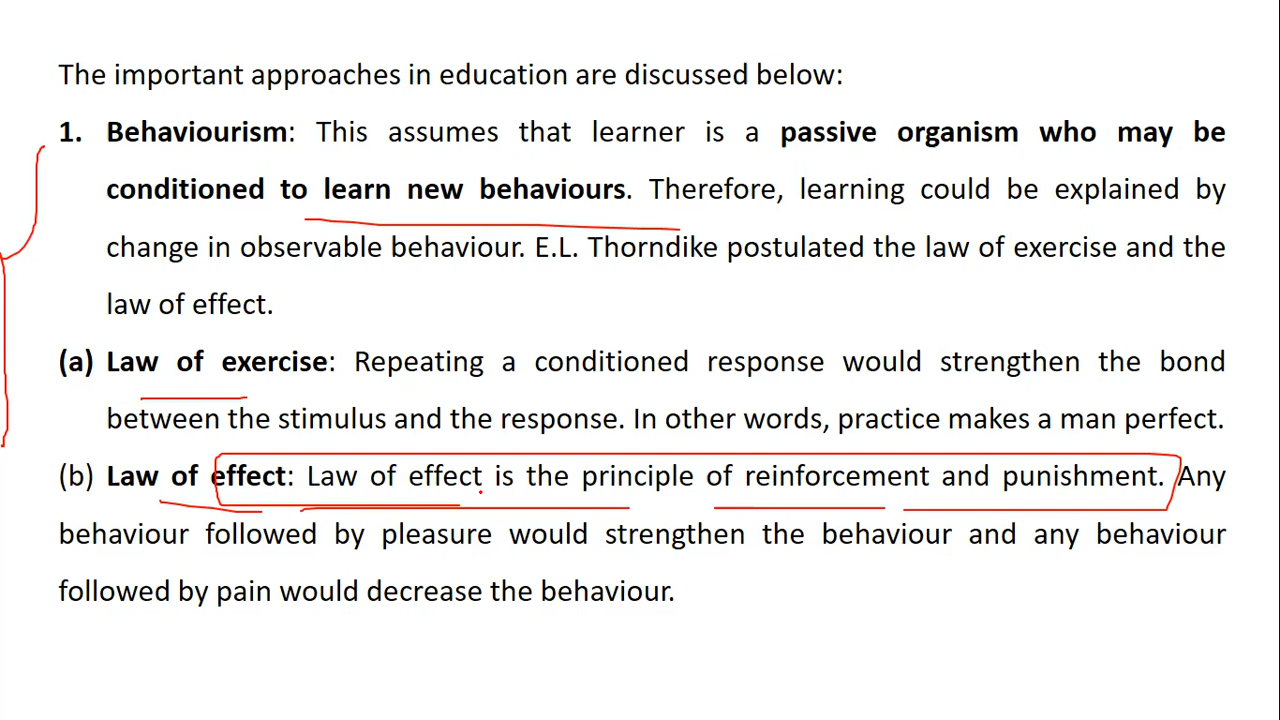 The important approaches in education are discussed below:
1. Behaviourism: This assumes that learner is a passive organism who may be
conditioned to learn new behaviours. Therefore, learning could be explained by
change in observable behaviour. E.L. Thorndike postulated the law of exercise and the
law of effect.
(a) Law of exercise: Repeating a conditioned response would strengthen the bond
between the stimulus and the response. In other words, practice makes a man perfect.
(b) Law of effect: Law of effect is the principle of reinforcement and punishment. Any
behaviour followed by pleasure would strengthen the behaviour and any behaviour
followed by pain would decrease the behaviour.